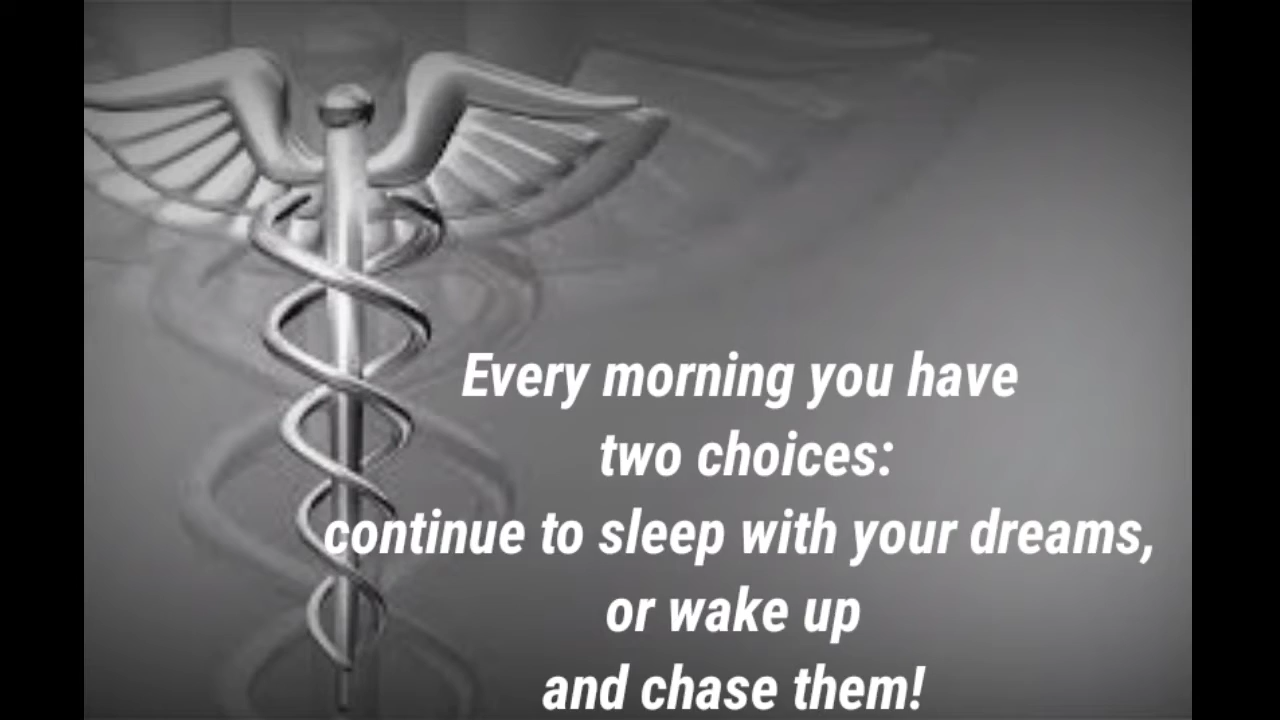 Every morning you have
two choices:
continue to sleep with your dreams,
or wake up
and chase them!